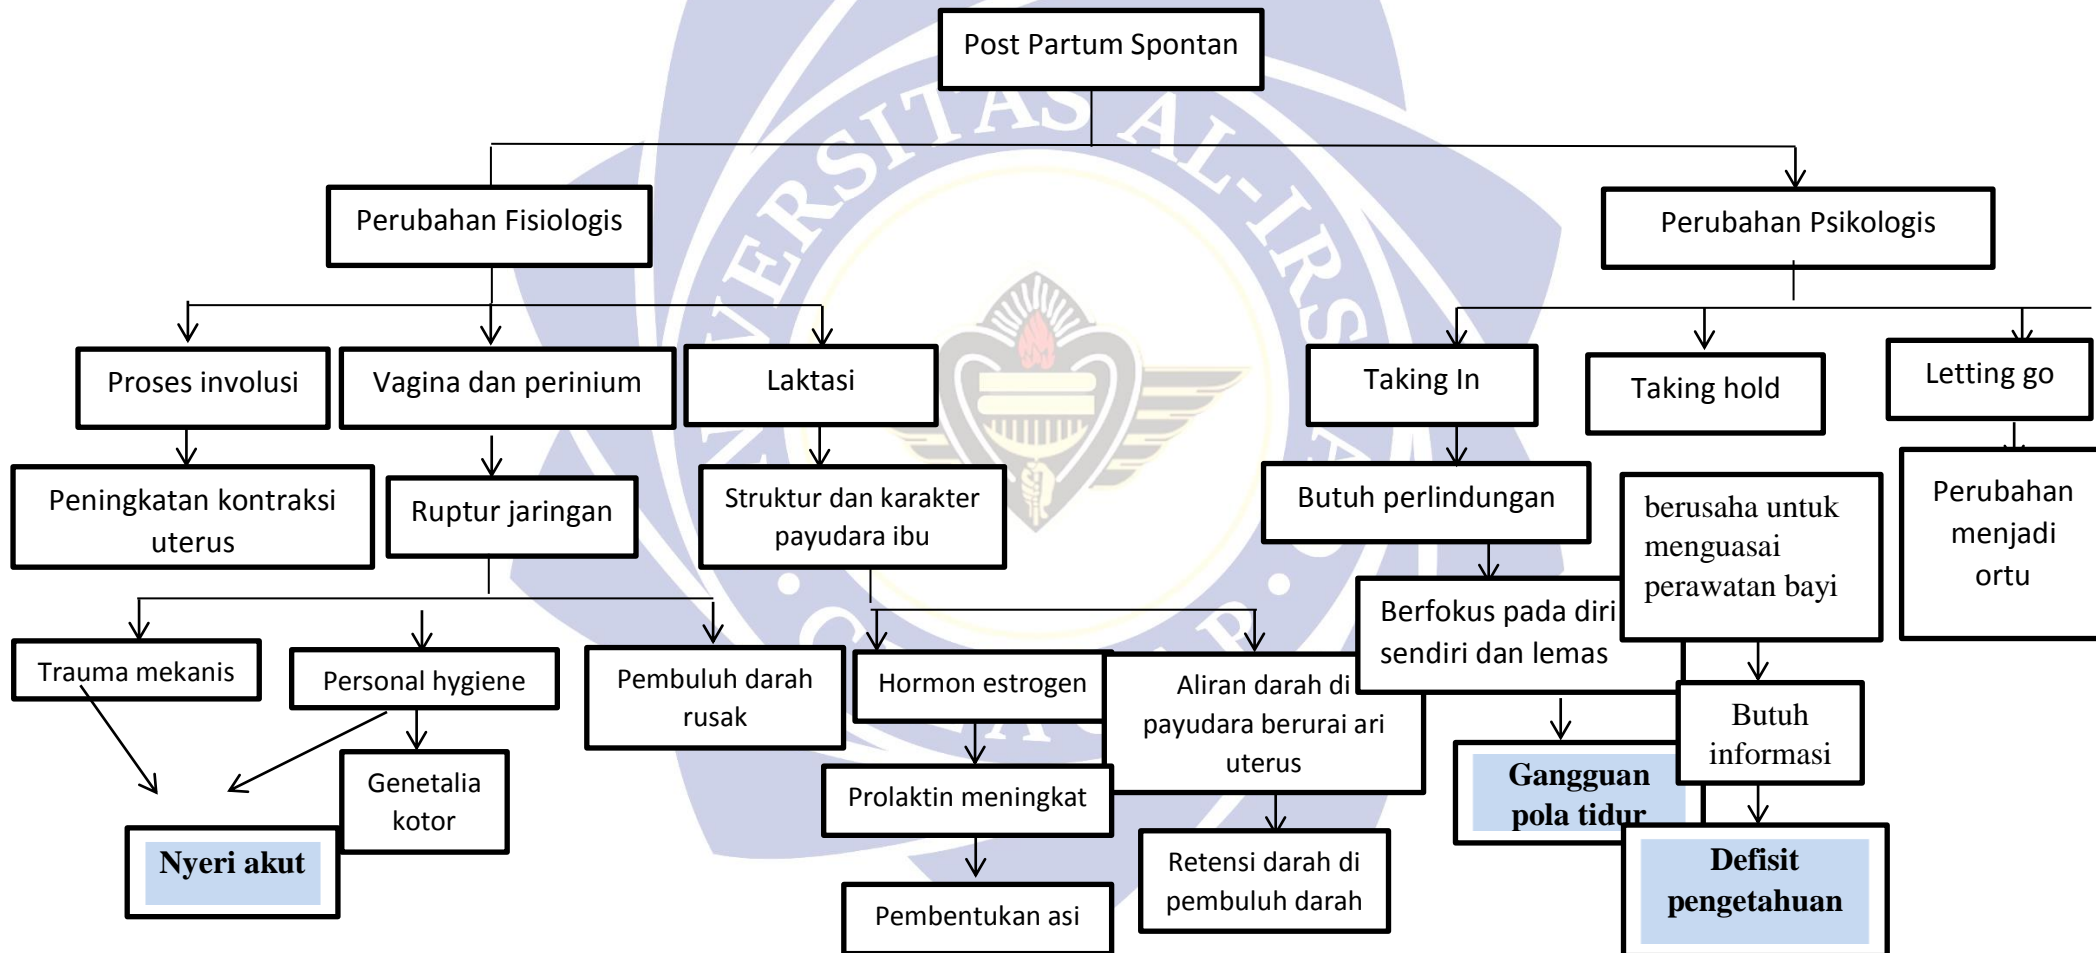 Post Partum Spontan
UNIVERSITAS AL-IRSYAD
Perubahan Fisiologis
Perubahan Psikologis
Proses involusi
Vagina dan perinium
Laktasi
Taking In
Taking hold
Letting go
Peningkatan kontraksi
uterus
Ruptur jaringan
Struktur dan karakter
payudara ibu
Butuh perlindungan
berusaha untuk
menguasai
perawatan bayi
Perubahan
menjadi
ortu
Trauma mekanis
Personal hygiene
Pembuluh darah
rusak
Hormon estrogen
Aliran darah di
payudara berurai ari
uterus
Berfokus pada diri
sendiri dan lemas
Butuh
informasi
Genetalia
kotor
Prolaktin meningkat
Gangguan
pola tidur
Nyeri akut
Pembentukan asi
Retensi darah di
pembuluh darah
Defisit
pengetahuan